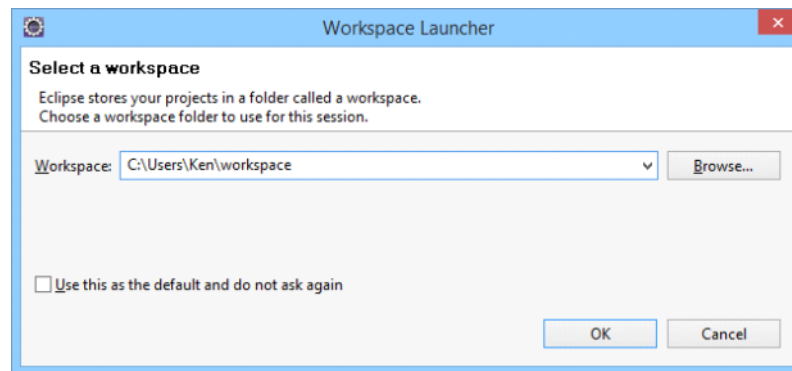 Workspace Launcher
Select a workspace
Eclipse stores your projects in a folder called a workspace.
Choose a workspace folder to use for this session.
Workspace: C:\Users\Ken\workspace Browse...
Use this as the default and do not ask again
OK Cancel